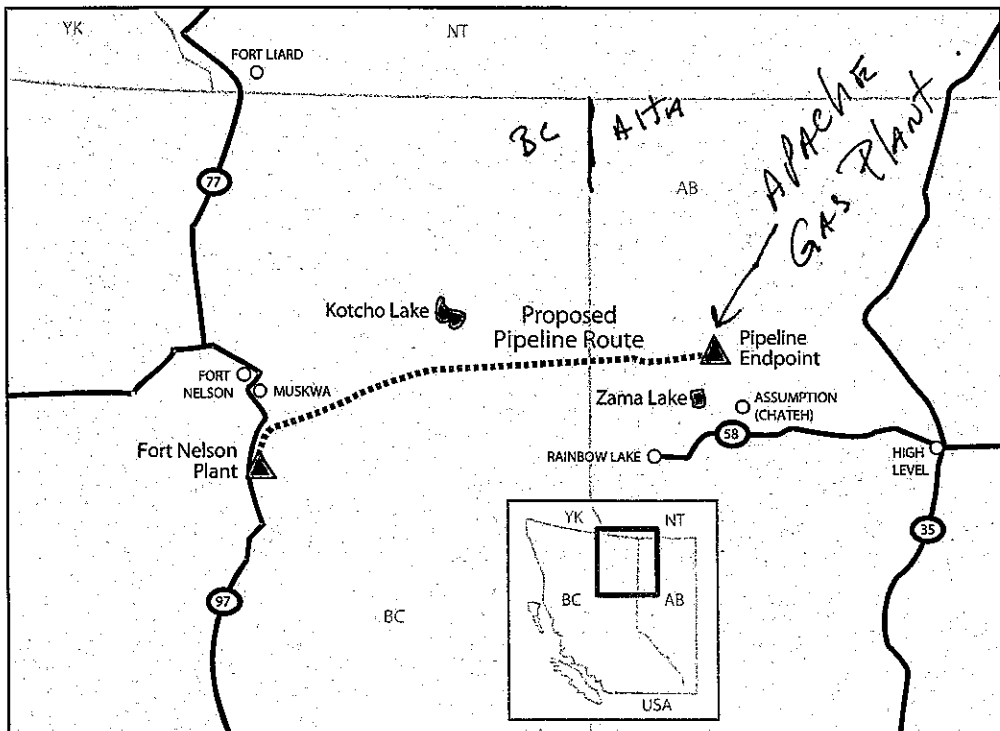 YK
NT
FORT LIARD
BC
AltA
APACHE
GAS PLANT
77
AB
Kotcho Lake
Proposed
Pipeline Route
Pipeline
Endpoint
FORT
NELSON
MUSKWA
Zama Lake
ASSUMPTION
(CHATEH)
58
Fort Nelson
Plant
RAINBOW LAKE
HIGH
LEVEL
35
97
BC
YK
NT
BC
AB
USA